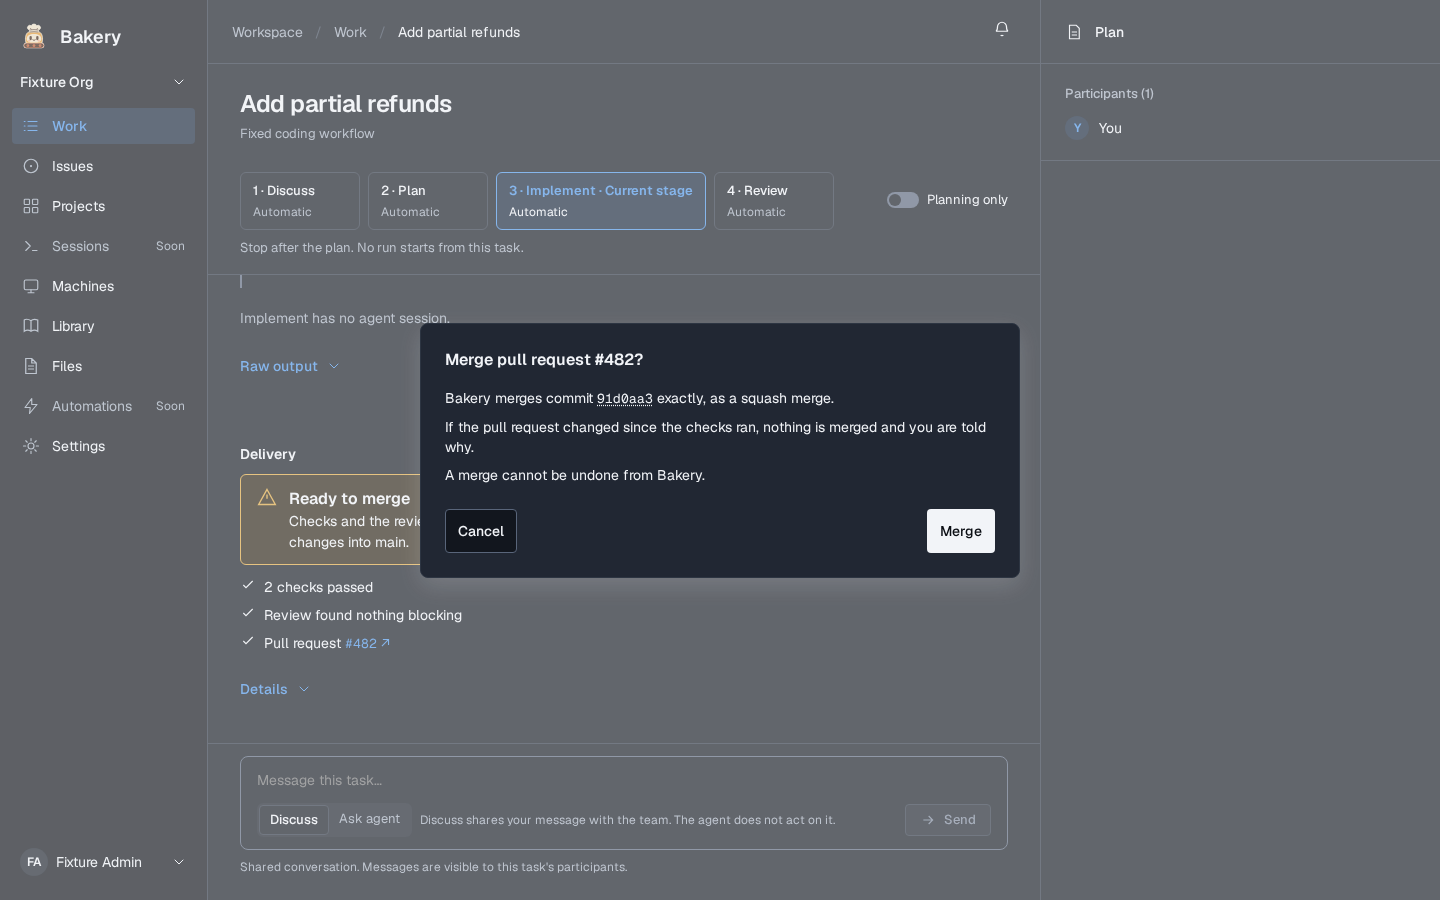 Bakery
Fixture Org
Work
Issues
Projects
Sessions Soon
Machines
Library
Files
Automations Soon
Settings
FA Fixture Admin
Workspace / Work / Add partial refunds
Add partial refunds
Fixed coding workflow
1 · Discuss
Automatic
2 · Plan
Automatic
3 · Implement · Current stage
Automatic
4 · Review
Automatic
Planning only
Stop after the plan. No run starts from this task.
Implement has no agent session.
Raw output
Delivery
Ready to merge
Checks and the revie
changes into main.
2 checks passed
Review found nothing blocking
Pull request #482 ↗
Details
Merge pull request #482?
Bakery merges commit 91d0aa3 exactly, as a squash merge.
If the pull request changed since the checks ran, nothing is merged and you are told
why.
A merge cannot be undone from Bakery.
Cancel
Merge
Message this task...
Discuss Ask agent Discuss shares your message with the team. The agent does not act on it.
→ Send
Shared conversation. Messages are visible to this task's participants.
Plan
Participants (1)
Y You